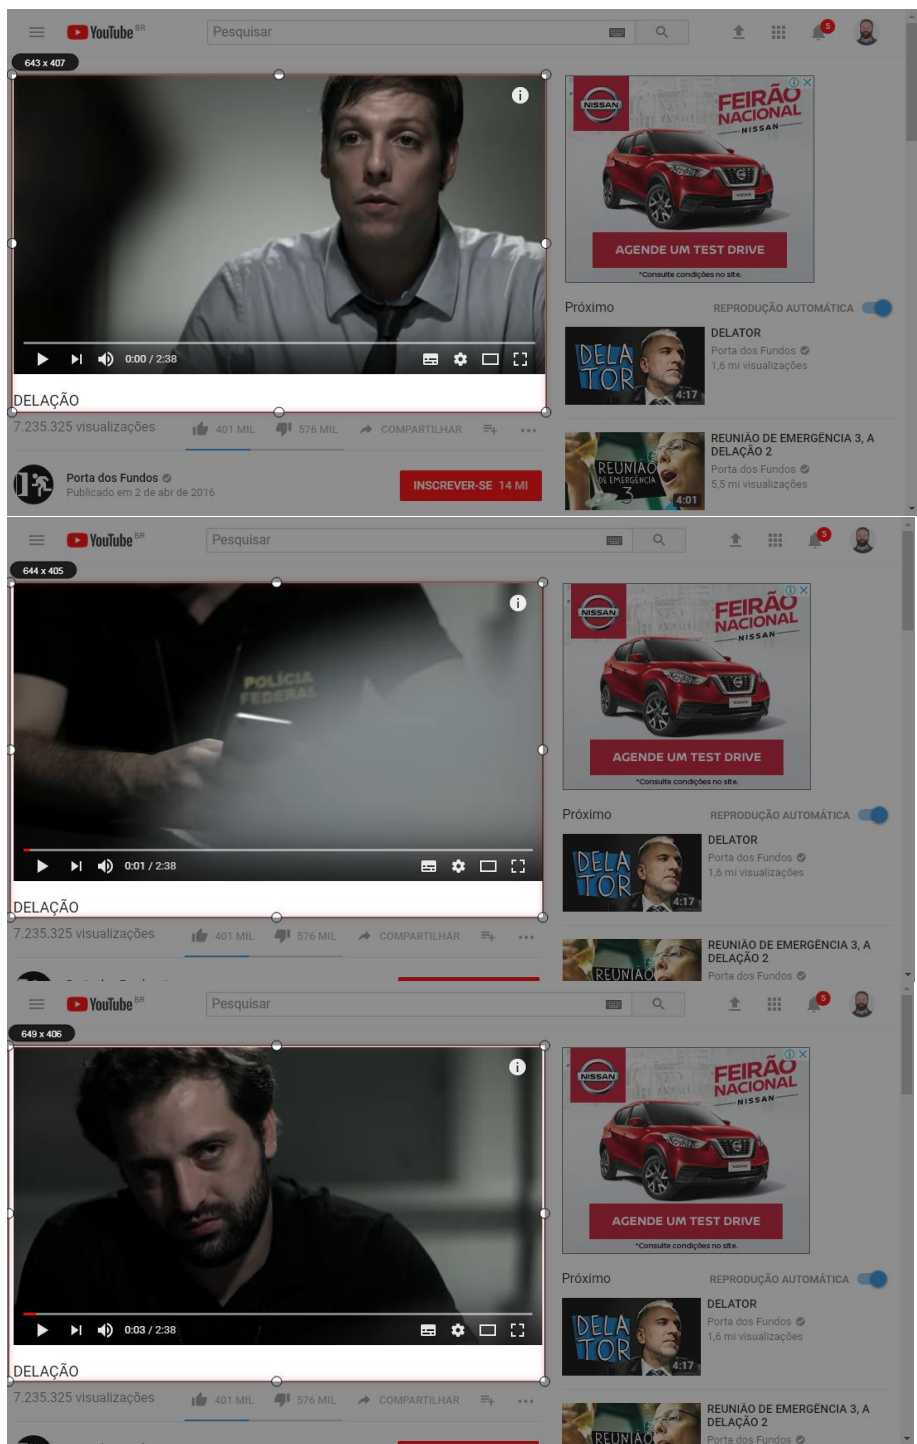 YouTube BR
Pesquisar
5
643 x 407
i
NISSAN
FEIRÃO
NACIONAL
NISSAN
AGENDE UM TEST DRIVE
*Consulte condições no site.
0:00 / 2:38
DELAÇÃO
7.235.325 visualizações
401 MIL
576 MIL
COMPARTILHAR
Porta dos Fundos
Publicado em 2 de abr de 2016
INSCREVER-SE 14 MI
Próximo
REPRODUÇÃO AUTOMÁTICA
DELATOR
4:17
DELATOR
Porta dos Fundos
1,6 mi visualizações
REUNIÃO
DE EMERGÊNCIA
3
4:01
REUNIÃO DE EMERGÊNCIA 3, A
DELAÇÃO 2
Porta dos Fundos
5,5 mi visualizações
YouTube BR
Pesquisar
5
644 x 405
POLÍCIA
FEDERAL
i
NISSAN
FEIRÃO
NACIONAL
NISSAN
AGENDE UM TEST DRIVE
*Consulte condições no site.
0:01 / 2:38
DELAÇÃO
7.235.325 visualizações
401 MIL
576 MIL
COMPARTILHAR
Próximo
REPRODUÇÃO AUTOMÁTICA
DELATOR
4:17
DELATOR
Porta dos Fundos
1,6 mi visualizações
REUNIÃO
REUNIÃO DE EMERGÊNCIA 3, A
DELAÇÃO 2
Porta dos Fundos
YouTube BR
Pesquisar
5
649 x 406
i
NISSAN
FEIRÃO
NACIONAL
NISSAN
AGENDE UM TEST DRIVE
*Consulte condições no site.
0:03 / 2:38
DELAÇÃO
7.235.325 visualizações
401 MIL
576 MIL
COMPARTILHAR
Próximo
REPRODUÇÃO AUTOMÁTICA
DELATOR
4:17
DELATOR
Porta dos Fundos
1,6 mi visualizações
REUNIÃO
REUNIÃO DE EMERGÊNCIA 3, A
DELAÇÃO 2
Porta dos Fundos